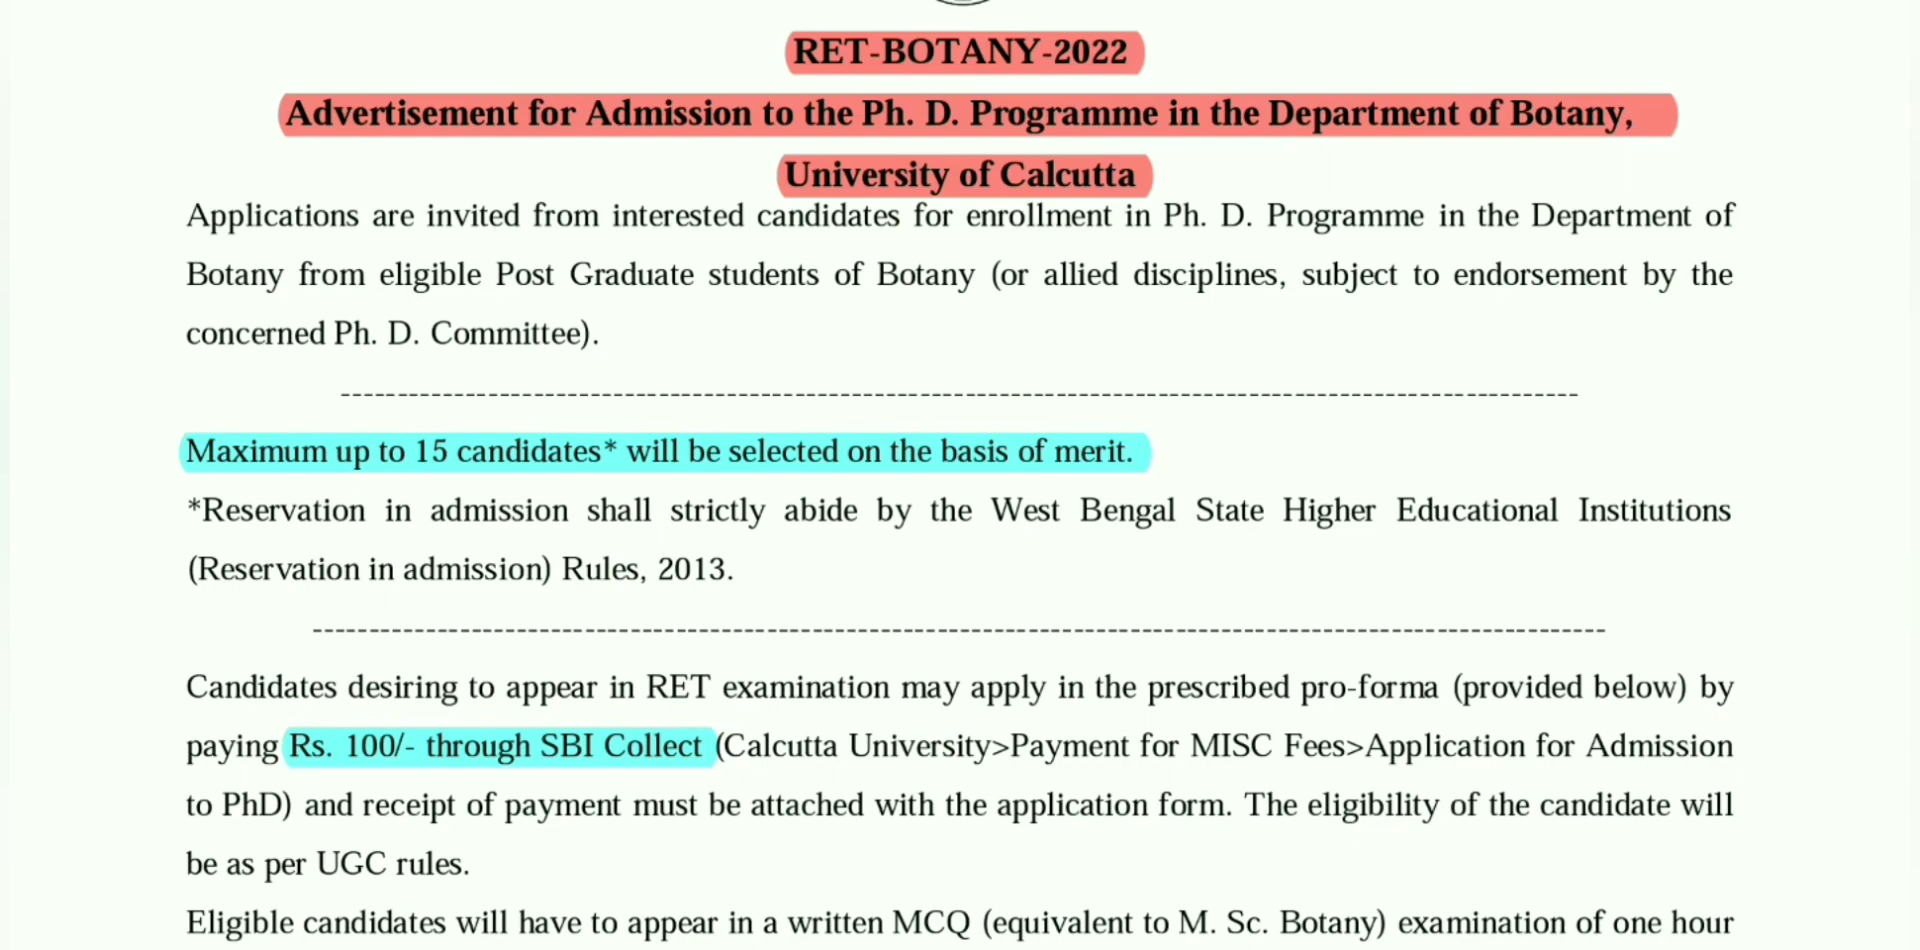 RET-BOTANY-2022
Advertisement for Admission to the Ph. D. Programme in the Department of Botany,
University of Calcutta
Applications are invited from interested candidates for enrollment in Ph. D. Programme in the Department of
Botany from eligible Post Graduate students of Botany (or allied disciplines, subject to endorsement by the
concerned Ph. D. Committee).
--------------------------------------------------------------------------------------------------------------
Maximum up to 15 candidates* will be selected on the basis of merit.
*Reservation in admission shall strictly abide by the West Bengal State Higher Educational Institutions
(Reservation in admission) Rules, 2013.
-------------------------------------------------------------------------------------------------------------------
Candidates desiring to appear in RET examination may apply in the prescribed pro-forma (provided below) by
paying Rs. 100/- through SBI Collect (Calcutta University>Payment for MISC Fees>Application for Admission
to PhD) and receipt of payment must be attached with the application form. The eligibility of the candidate will
be as per UGC rules.
Eligible candidates will have to appear in a written MCQ (equivalent to M. Sc. Botany) examination of one hour